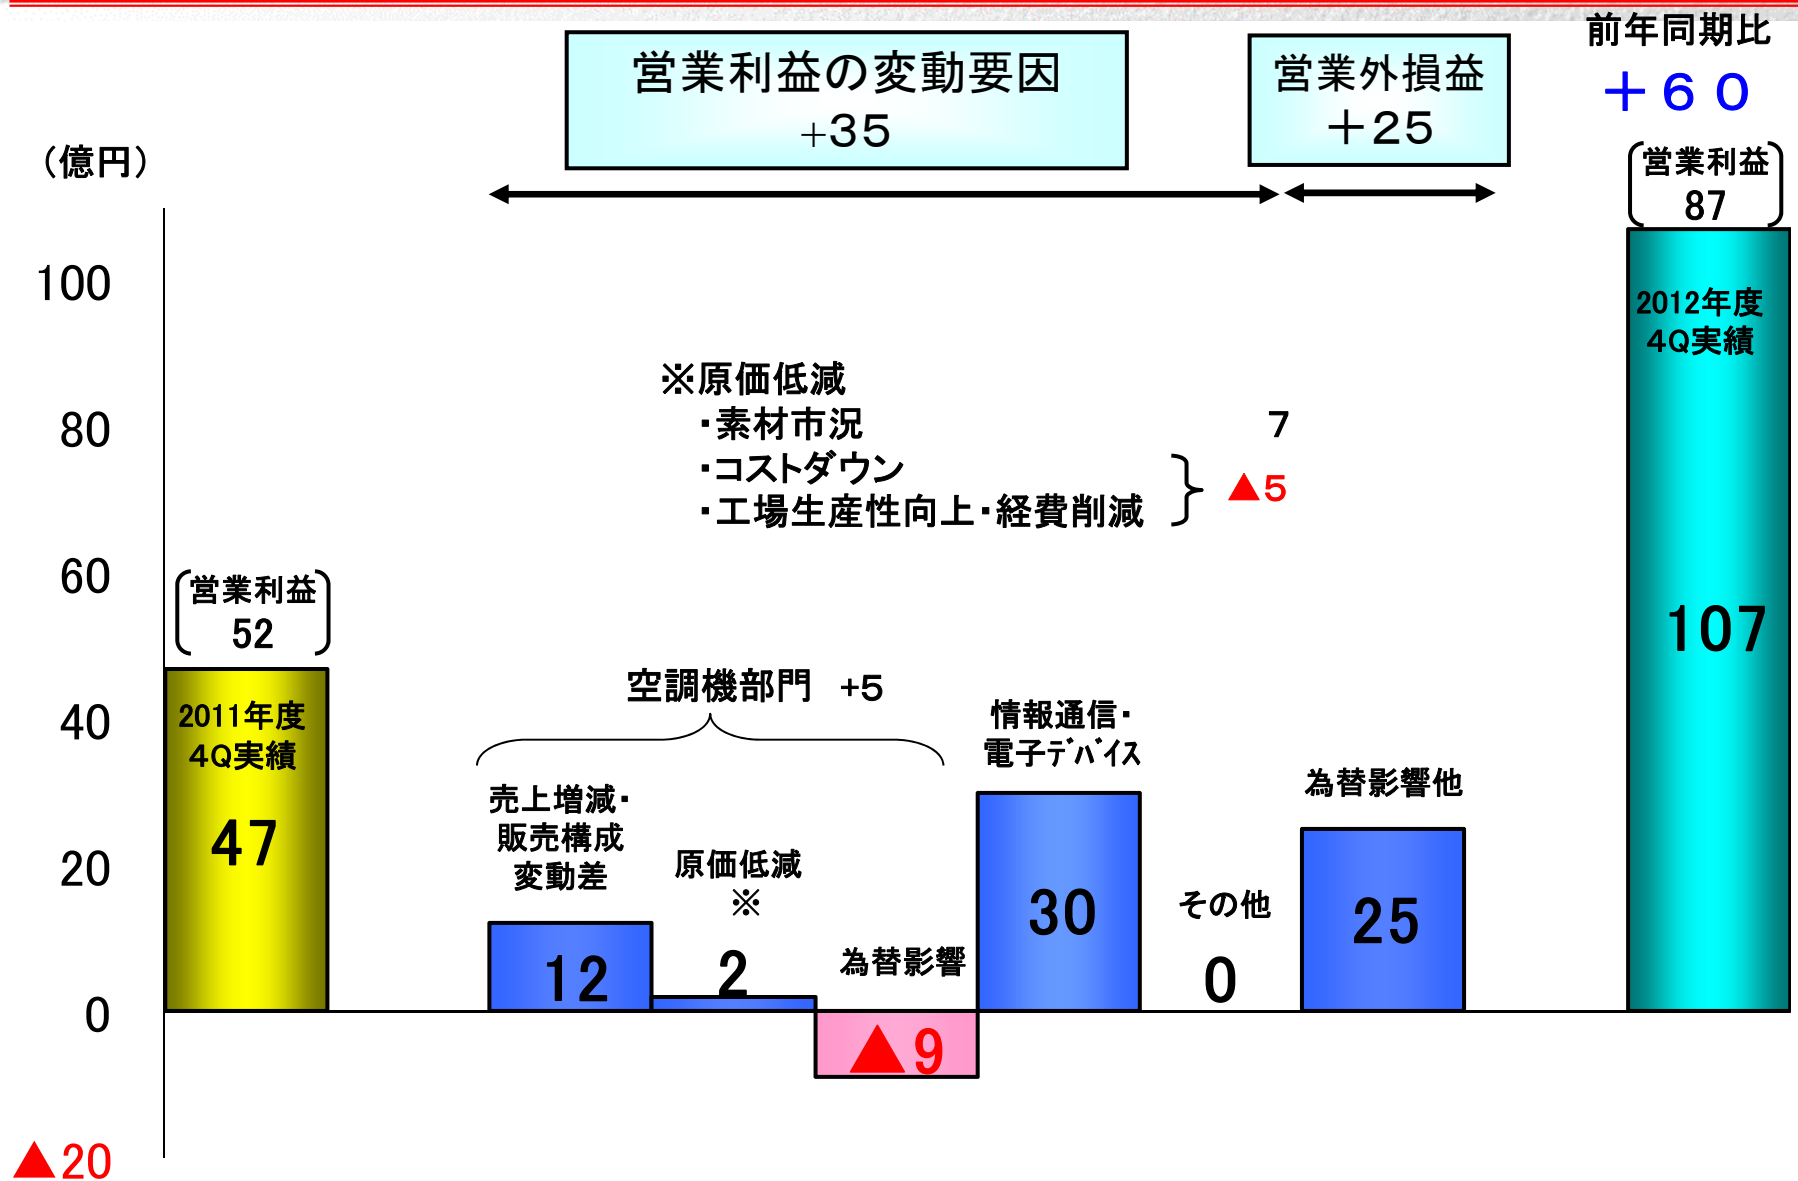 前年同期比
＋６０
営業利益の変動要因
+35
営業外損益
＋25
（億円）
営業利益
87
100
80
60
40
20
0
▲20
2012年度
４Q実績
107
※原価低減
・素材市況 7
・コストダウン
・工場生産性向上・経費削減
▲5
営業利益
52
2011年度
４Q実績
47
空調機部門 +5
売上増減・
販売構成
変動差
12
原価低減
※
2
為替影響
▲9
情報通信・
電子ﾃﾞﾊﾞｲｽ
30
その他
0
為替影響他
25